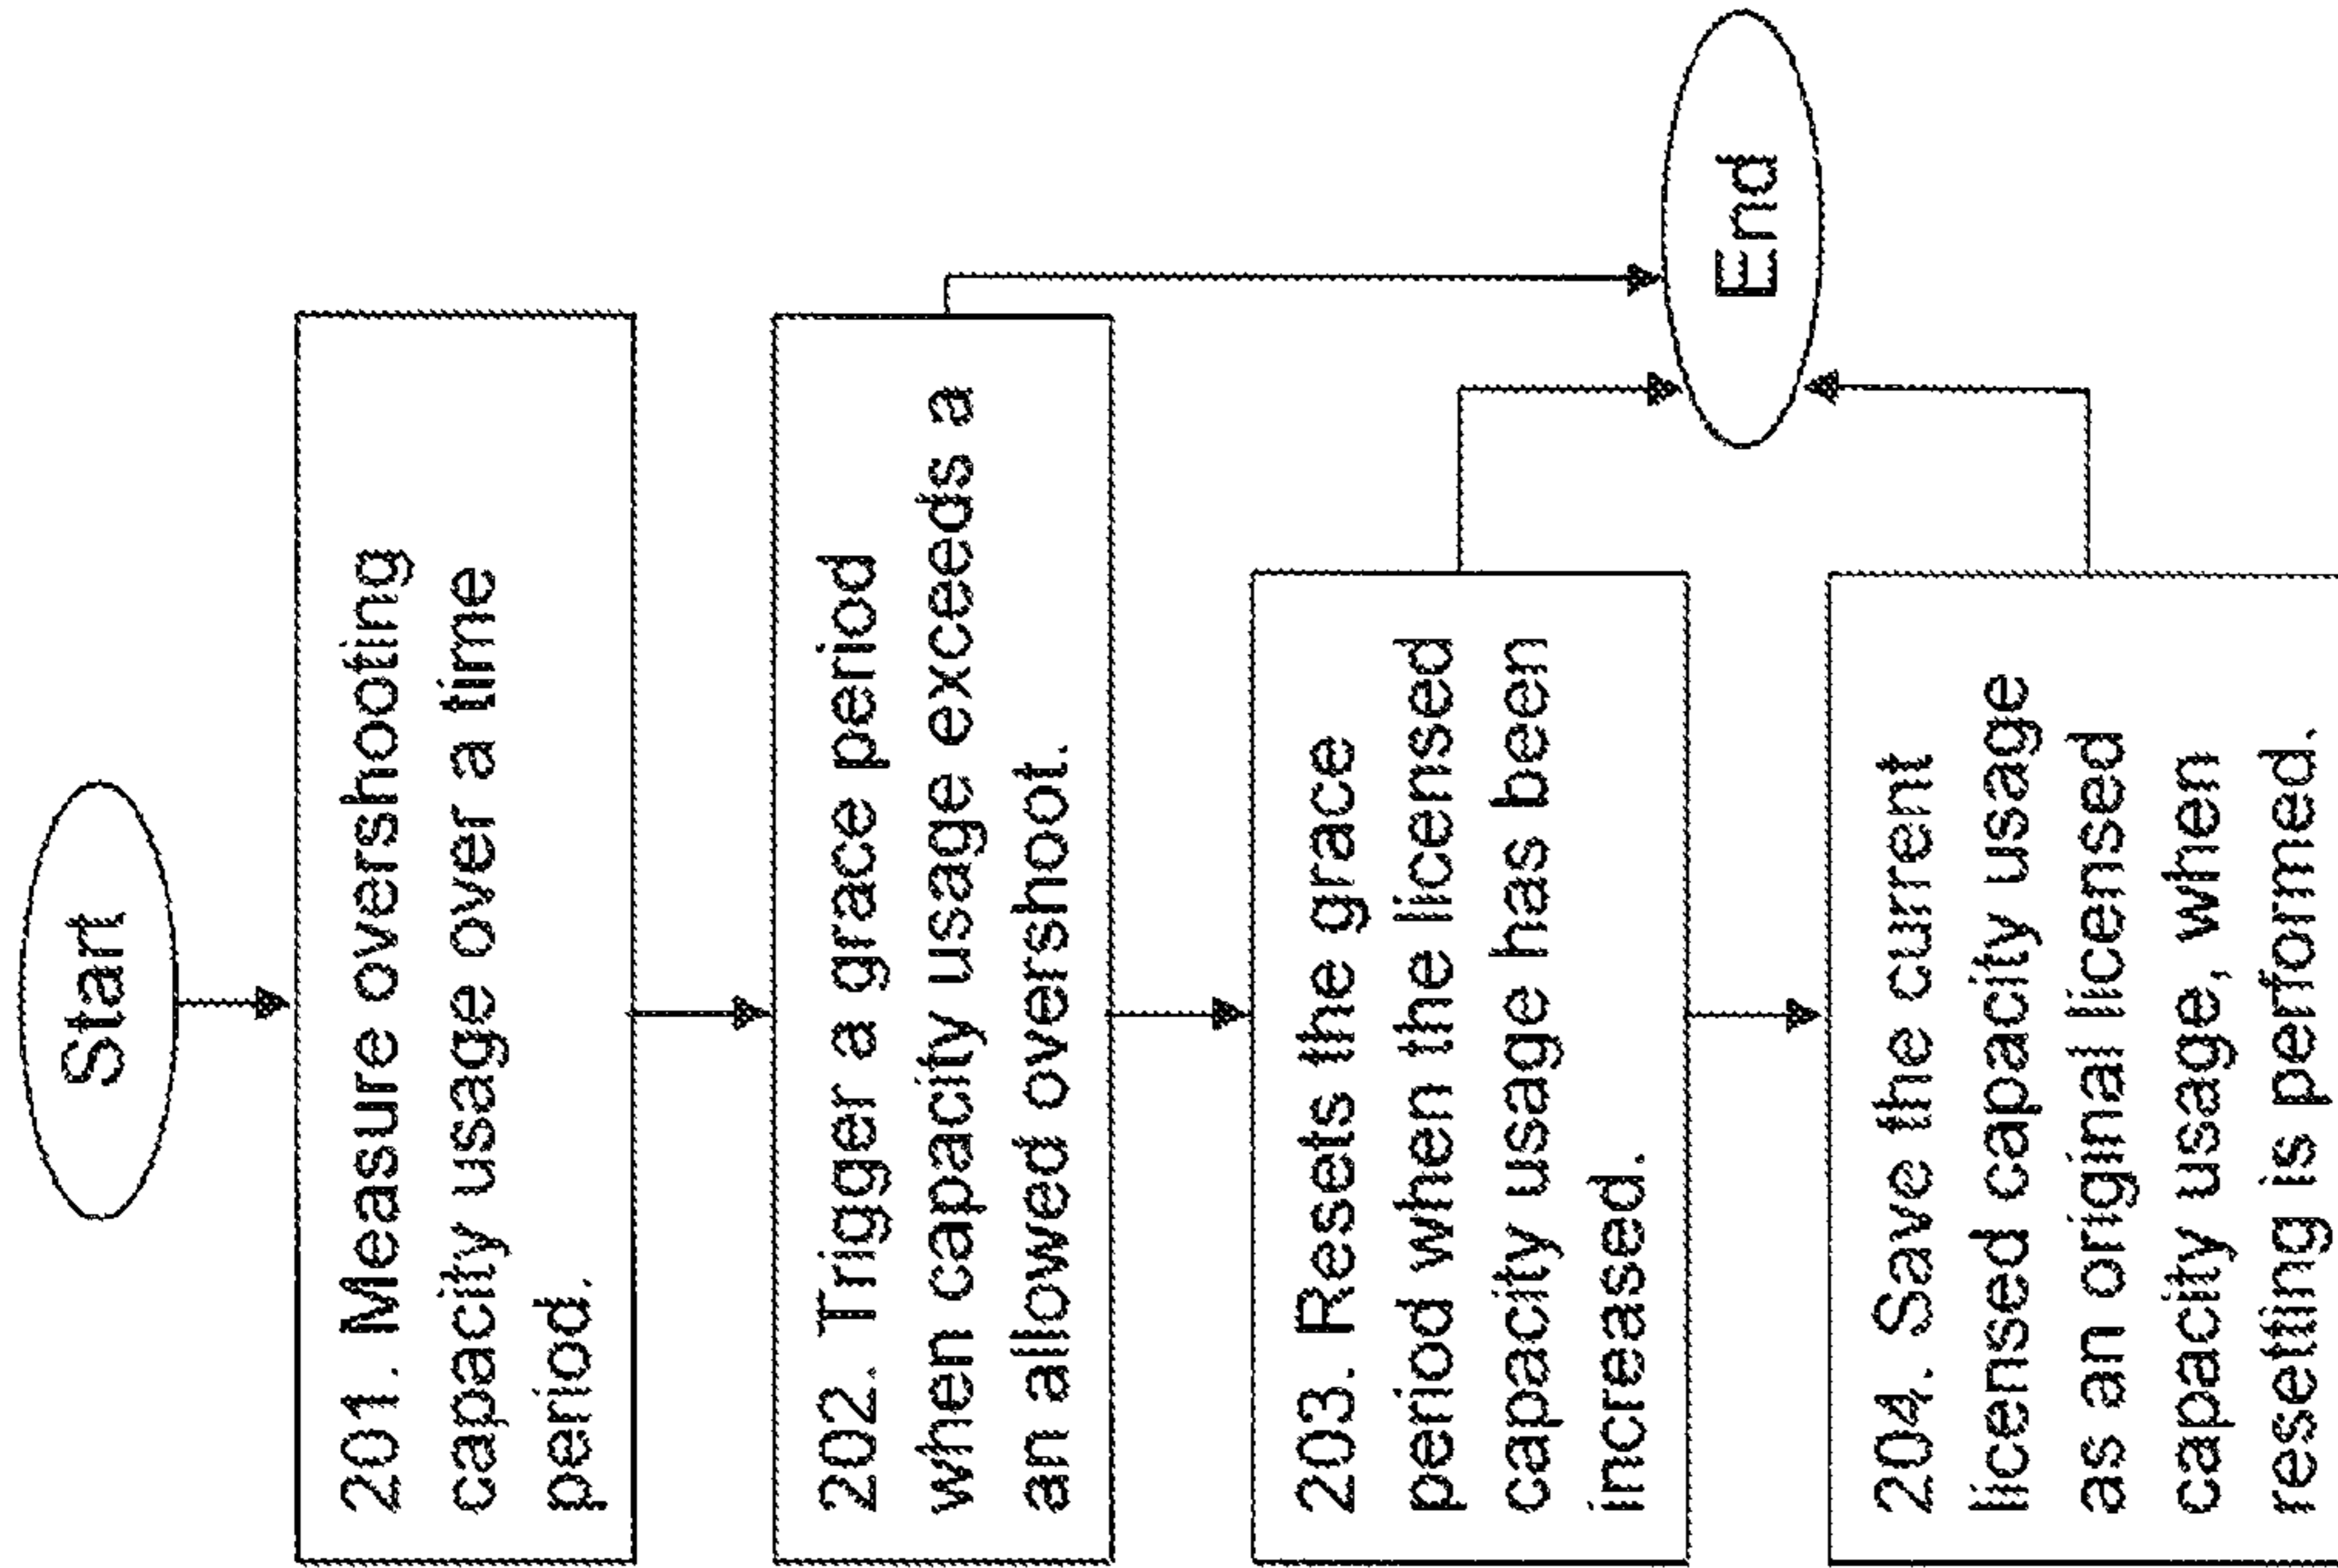 Start
201. Measure overshooting
capacity usage over a time
period.
202. Trigger a grace period
when capacity usage exceeds a
an allowed overshoot.
203. Resets the grace
period when the licensed
capacity usage has been
increased.
204. Save the current
licensed capacity usage
as an original licensed
capacity usage, when
resetting is performed.
End